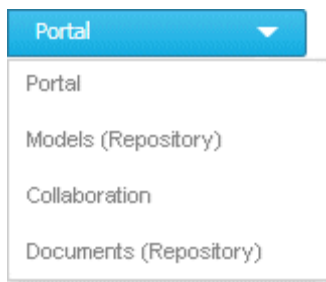 Portal
Portal
Models (Repository)
Collaboration
Documents (Repository)